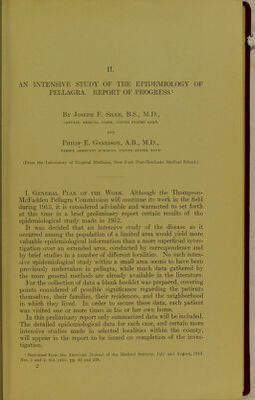 II.
AN INTENSIVE STUDY OF THE EPIDEMIOLOGY OF
PELLAGRA. REPORT OF PROGRESS.¹
By Joseph F. Siler, B.S., M.D.,
CAPTAIN, MEDICAL CORPS, UNITED STATES ARMY,
AND
Philip E. Garrison, A.B., M.D.,
PASSED ASSISTANT SURGEON, UNITED STATES NAVY
(From the Laboratory of Tropical Medicine, New York Post-Graduate Medical School.)
I. General Plan of the Work. Although the Thompson-
McFadden Pellagra Commission will continue its work in the field
during 1913, it is considered advisable and warranted to set forth
at this time in a brief preliminary report certain results of the
epidemiological study made in 1912.
It was decided that an intensive study of the disease as it
occurred among the population of a limited area would yield more
valuable epidemiological information than a more superficial inves-
tigation over an extended area, conducted by correspondence and
by brief studies in a number of different localities. No such inten-
sive epidemiological study within a small area seems to have been
previously undertaken in pellagra, while much data gathered by
the more general methods are already available in the literature.
For the collection of data a blank booklet was prepared, covering
points considered of possible significance regarding the patients
themselves, their families, their residences, and the neighborhood
in which they lived. In order to secure these data, each patient
was visited one or more times in his or her own home.
In this preliminary report only summarized data will be included.
The detailed epidemiological data for each case, and certain more
intensive studies made in selected localities within the county,
will appear in the report to be issued on completion of the inves-
tigation.
¹ Reprinted from the American Journal of the Medical Sciences, July and August, 1913
Nos. 1 and 2, vol. cxlvi, pp. 42 and 238.
2